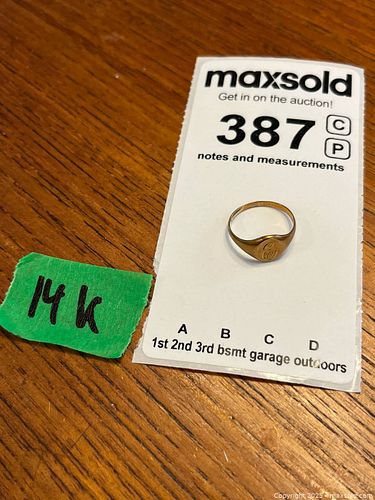 maxsold
Get in on the auction!
387 C
P
notes and measurements
14 k
A B C D
1st 2nd 3rd bsmt garage outdoors
Copyright 2025 ©maxsold.com